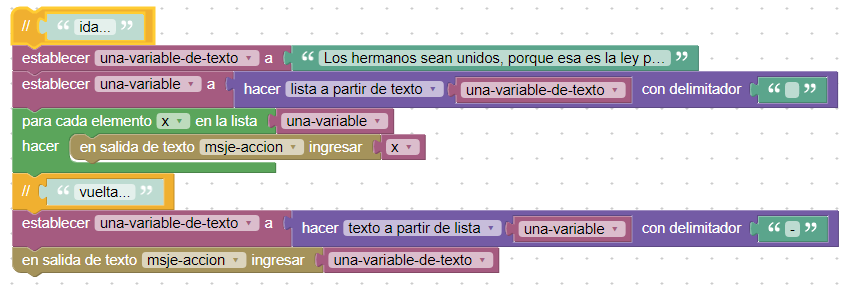 // “ ida... ”
establecer una-variable-de-texto a “ Los hermanos sean unidos, porque esa es la ley p... ”
establecer una-variable a hacer lista a partir de texto una-variable-de-texto con delimitador “ ”
para cada elemento x en la lista una-variable
hacer en salida de texto msje-accion ingresar x
// “ vuelta... ”
establecer una-variable-de-texto a hacer texto a partir de lista una-variable con delimitador “ - ”
en salida de texto msje-accion ingresar una-variable-de-texto